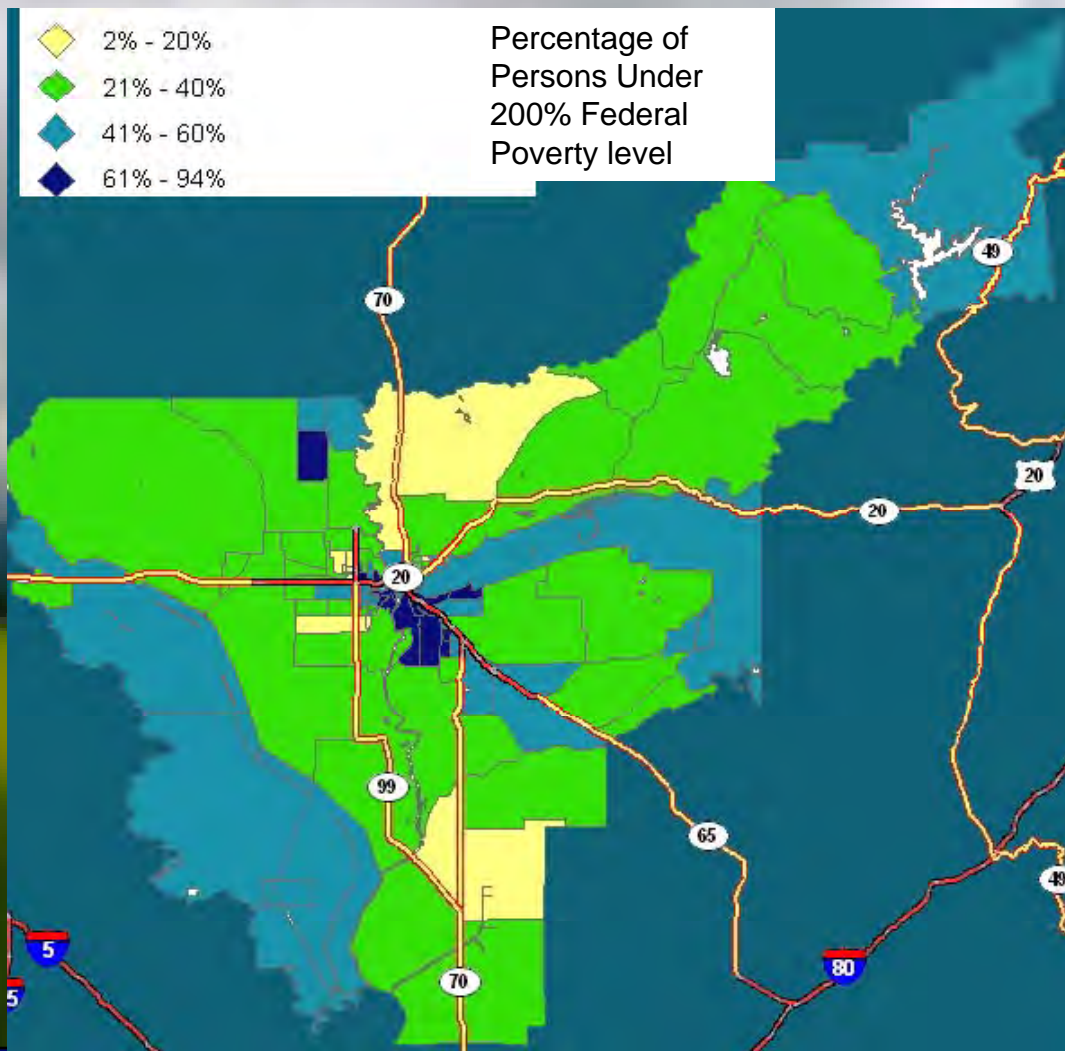 2% - 20%
21% - 40%
41% - 60%
61% - 94%
Percentage of
Persons Under
200% Federal
Poverty level
70
49
20
20
20
99
65
49
5
80
70
5